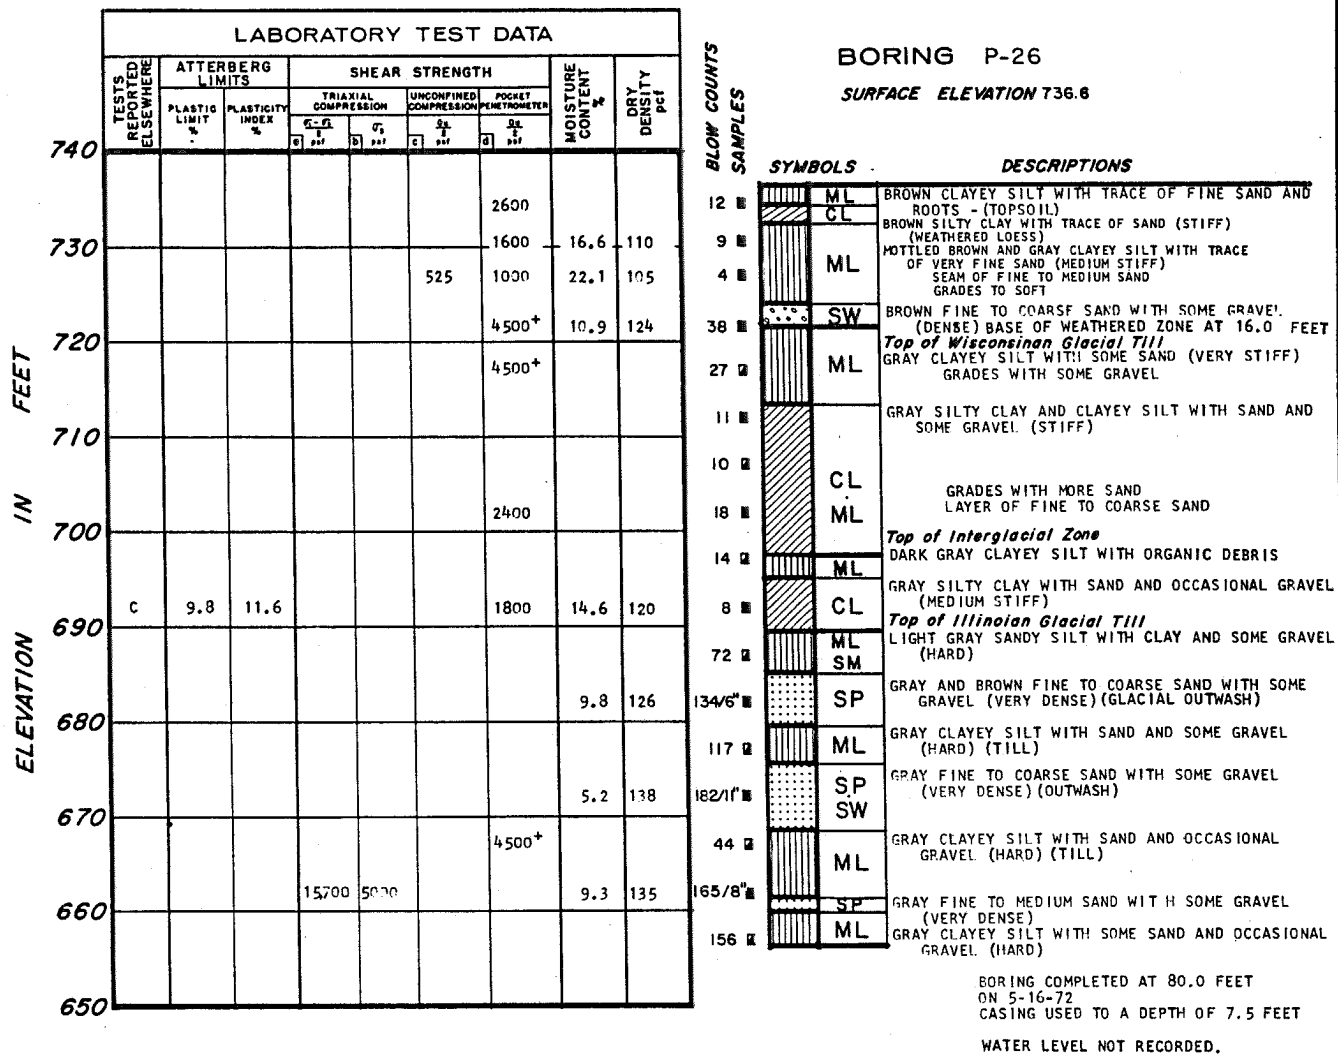 LABORATORY TEST DATA
TESTS REPORTED ELSEWHERE
ATTERBERG LIMITS
SHEAR STRENGTH
MOISTURE CONTENT %
DRY DENSITY pcf
PLASTIC LIMIT %
PLASTICITY INDEX %
TRIAXIAL COMPRESSION
UNCONFINED COMPRESSION
POCKET PENETROMETER
a psf
b psf
c psf
d psf
BLOW COUNTS
SAMPLES
BORING P-26
SURFACE ELEVATION 736.6
SYMBOLS
DESCRIPTIONS
ELEVATION IN FEET
740
730
720
710
700
690
680
670
660
650
2600
1600 16.6 110
525 1000 22.1 105
4500+ 10.9 124
4500+
2400
C 9.8 11.6 1800 14.6 120
9.8 126
5.2 138
4500+
15,700 9.3 135
12
9
4
38
27
11
10
18
14
8
72
134/6"
117
182/11"
44
165/8"
156
ML
BROWN CLAYEY SILT WITH TRACE OF FINE SAND AND
ROOTS - (TOPSOIL)
CL
BROWN SILTY CLAY WITH TRACE OF SAND (STIFF)
(WEATHERED LOESS)
ML
MOTTLED BROWN AND GRAY CLAYEY SILT WITH TRACE
OF VERY FINE SAND (MEDIUM STIFF)
SEAM OF FINE TO MEDIUM SAND
GRADES TO SOFT
SW
BROWN FINE TO COARSE SAND WITH SOME GRAVEL
(DENSE) BASE OF WEATHERED ZONE AT 16.0 FEET
Top of Wisconsinan Glacial Till
ML
GRAY CLAYEY SILT WITH SOME SAND (VERY STIFF)
GRADES WITH SOME GRAVEL
CL
ML
GRAY SILTY CLAY AND CLAYEY SILT WITH SAND AND
SOME GRAVEL (STIFF)
GRADES WITH MORE SAND
LAYER OF FINE TO COARSE SAND
Top of Interglacial Zone
ML
DARK GRAY CLAYEY SILT WITH ORGANIC DEBRIS
CL
GRAY SILTY CLAY WITH SAND AND OCCASIONAL GRAVEL
(MEDIUM STIFF)
Top of Illinoian Glacial Till
ML
SM
LIGHT GRAY SANDY SILT WITH CLAY AND SOME GRAVEL
(HARD)
SP
GRAY AND BROWN FINE TO COARSE SAND WITH SOME
GRAVEL (VERY DENSE) (GLACIAL OUTWASH)
ML
GRAY CLAYEY SILT WITH SAND AND SOME GRAVEL
(HARD) (TILL)
SP
SW
GRAY FINE TO COARSE SAND WITH SOME GRAVEL
(VERY DENSE) (OUTWASH)
ML
GRAY CLAYEY SILT WITH SAND AND OCCASIONAL
GRAVEL (HARD) (TILL)
SP
GRAY FINE TO MEDIUM SAND WITH SOME GRAVEL
(VERY DENSE)
ML
GRAY CLAYEY SILT WITH SOME SAND AND OCCASIONAL
GRAVEL (HARD)
BORING COMPLETED AT 80.0 FEET
ON 5-16-72
CASING USED TO A DEPTH OF 7.5 FEET
WATER LEVEL NOT RECORDED.